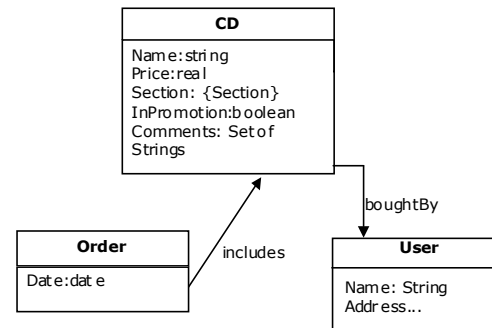 CD
Name:string
Price:real
Section: {Section}
InPromotion:boolean
Comments: Set of
Strings
boughtBy
Order
Date:date
includes
User
Name: String
Address...